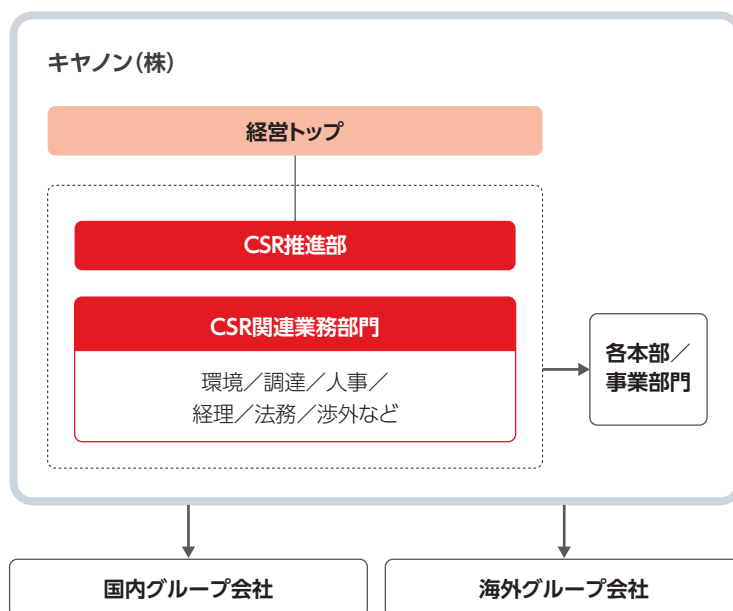 キヤノン（株）
経営トップ
CSR推進部
CSR関連業務部門
環境／調達／人事／
経理／法務／渉外など
各本部／
事業部門
国内グループ会社
海外グループ会社